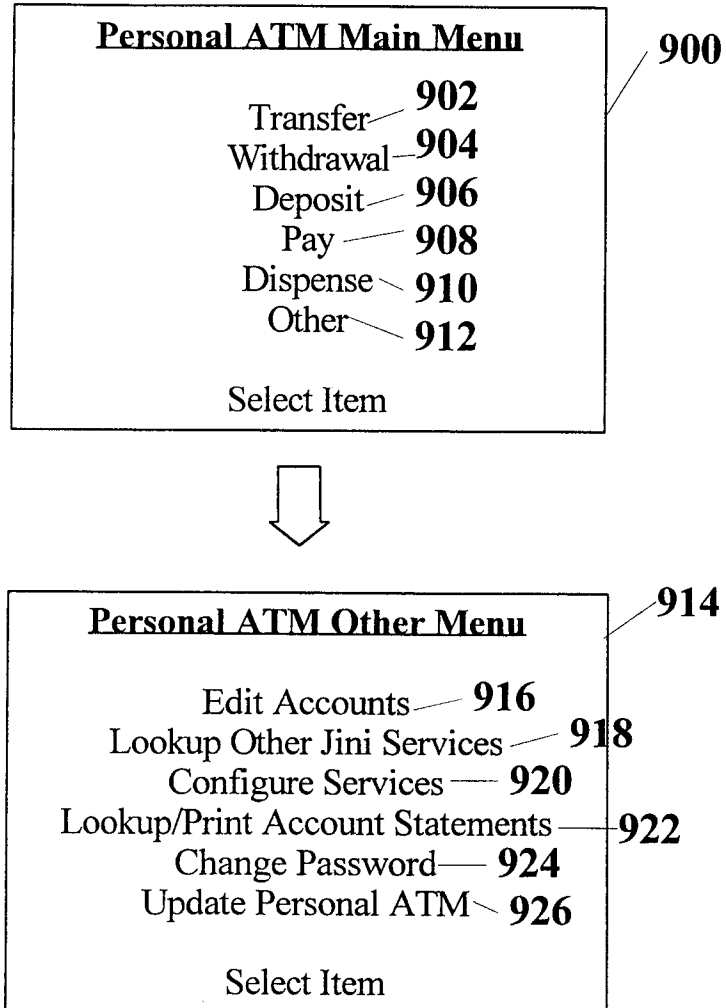 Personal ATM Main Menu
900
Transfer 902
Withdrawal 904
Deposit 906
Pay 908
Dispense 910
Other 912
Select Item
914
Personal ATM Other Menu
Edit Accounts 916
Lookup Other Jini Services 918
Configure Services 920
Lookup/Print Account Statements 922
Change Password 924
Update Personal ATM 926
Select Item